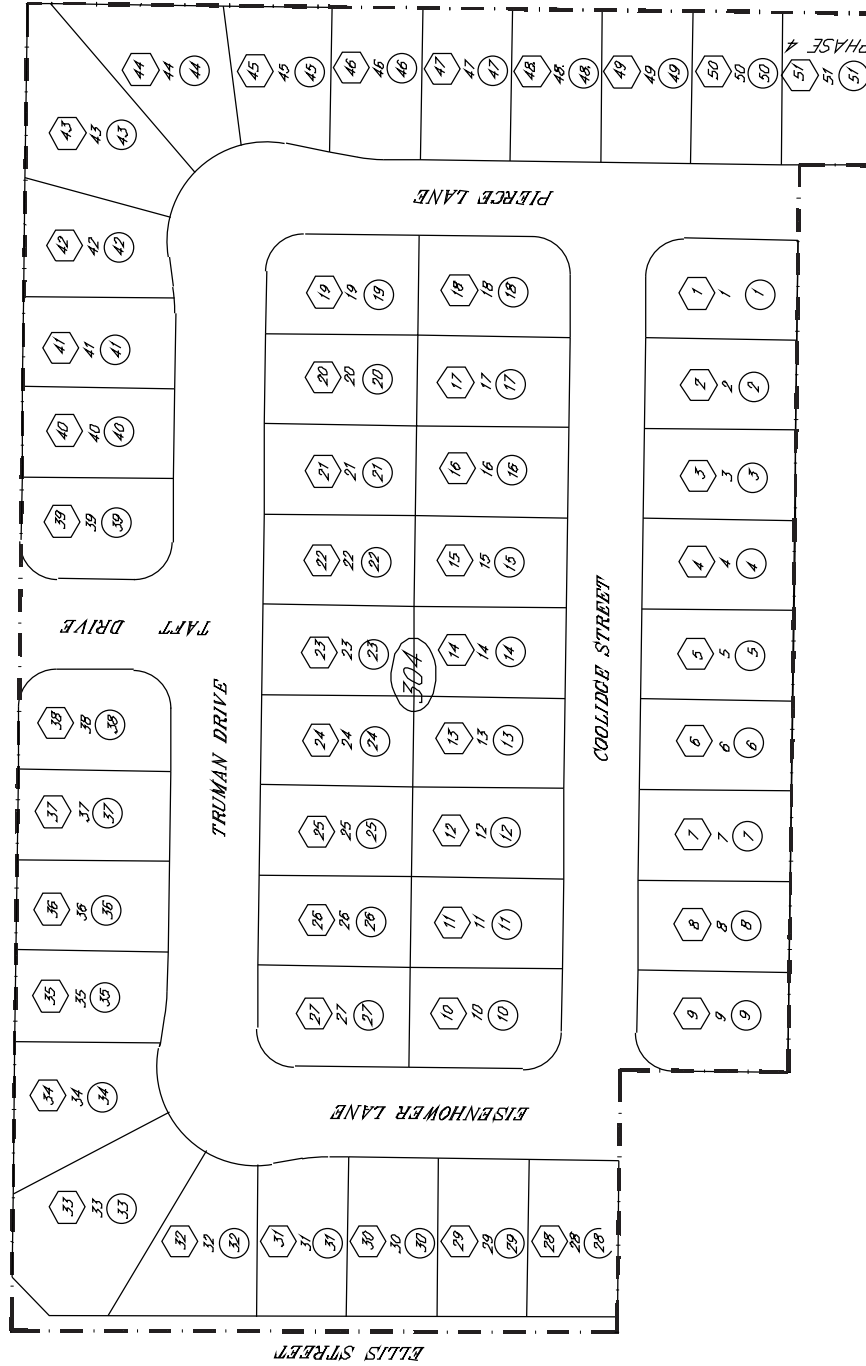 PHASE 4
44 44 44
45 45 45
46 46 46
47 47 47
48. 48. 48.
49 49 49
50 50 50
51 51 51
43 43 43
PIERCE LANE
42 42 42
19 19 19
18 18 18
1 1 1
41 41 41
20 20 20
17 17 17
2 2 2
40 40 40
21 21 21
16 16 16
3 3 3
39 39 39
22 22 22
15 15 15
4 4 4
TAFT DRIVE
23 23 23
304
14 14 14
COOLIDGE STREET
5 5 5
38 38 38
TRUMAN DRIVE
24 24 24
13 13 13
6 6 6
37 37 37
25 25 25
12 12 12
7 7 7
36 36 36
26 26 26
11 11 11
8 8 8
35 35 35
27 27 27
10 10 10
9 9 9
34 34 34
EISENHOWER LANE
33 33 33
32 32 32
31 31 31
30 30 30
29 29 29
28 28 28
ELLIS STREET